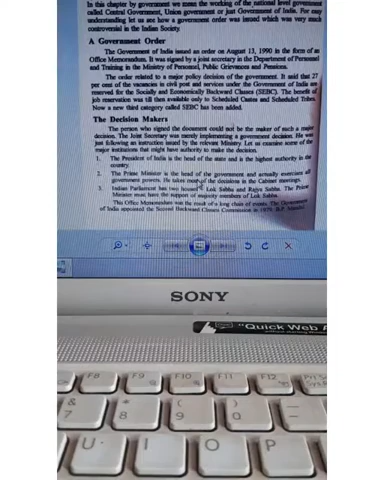 In this chapter by government we mean the working of the national level government
called Central Government, Union government or just Government of India. For easy
understanding let us see how a government order was issued which was very much
controversial in the Indian Society.
A Government Order
The Government of India issued an order on August 13, 1990 in the form of an
Office Memorandum. It was signed by a joint secretary in the Department of Personnel
and Training in the Ministry of Personnel, Public Grievances and Pensions.
The order related to a major policy decision of the government. It said that 27
per cent of the vacancies in civil post and services under the Government of India are
reserved for the Socially and Economically Backward Classes (SEBC). The benefit of
job reservation was till then available only to Scheduled Castes and Scheduled Tribes.
Now a new third category called SEBC has been added.
The Decision Makers
The person who signed the document could not be the maker of such a major
decision. The Joint Secretary was merely implementing a government decision. He was
just following an instruction issued by the relevant Ministry. Let us examine some of the
major institutions that might have authority to make the decision.
1. The President of India is the head of the state and is the highest authority in the
country.
2. The Prime Minister is the head of the government and actually exercises all
government powers. He takes most of the decisions in the Cabinet meetings.
3. Indian Parliament has two houses Lok Sabha and Rajya Sabha. The Prime
Minister must have the support of majority members of Lok Sabha.
This Office Memorandum was the result of a long chain of events. The Government
of India appointed the Second Backward Classes Commission in 1979. B.P. Mandal
SONY
"Quick Web
F8 F9 F10 F11 F12 Prt Sc
Sys R
& * ( )
7 8 9 0
U I O P